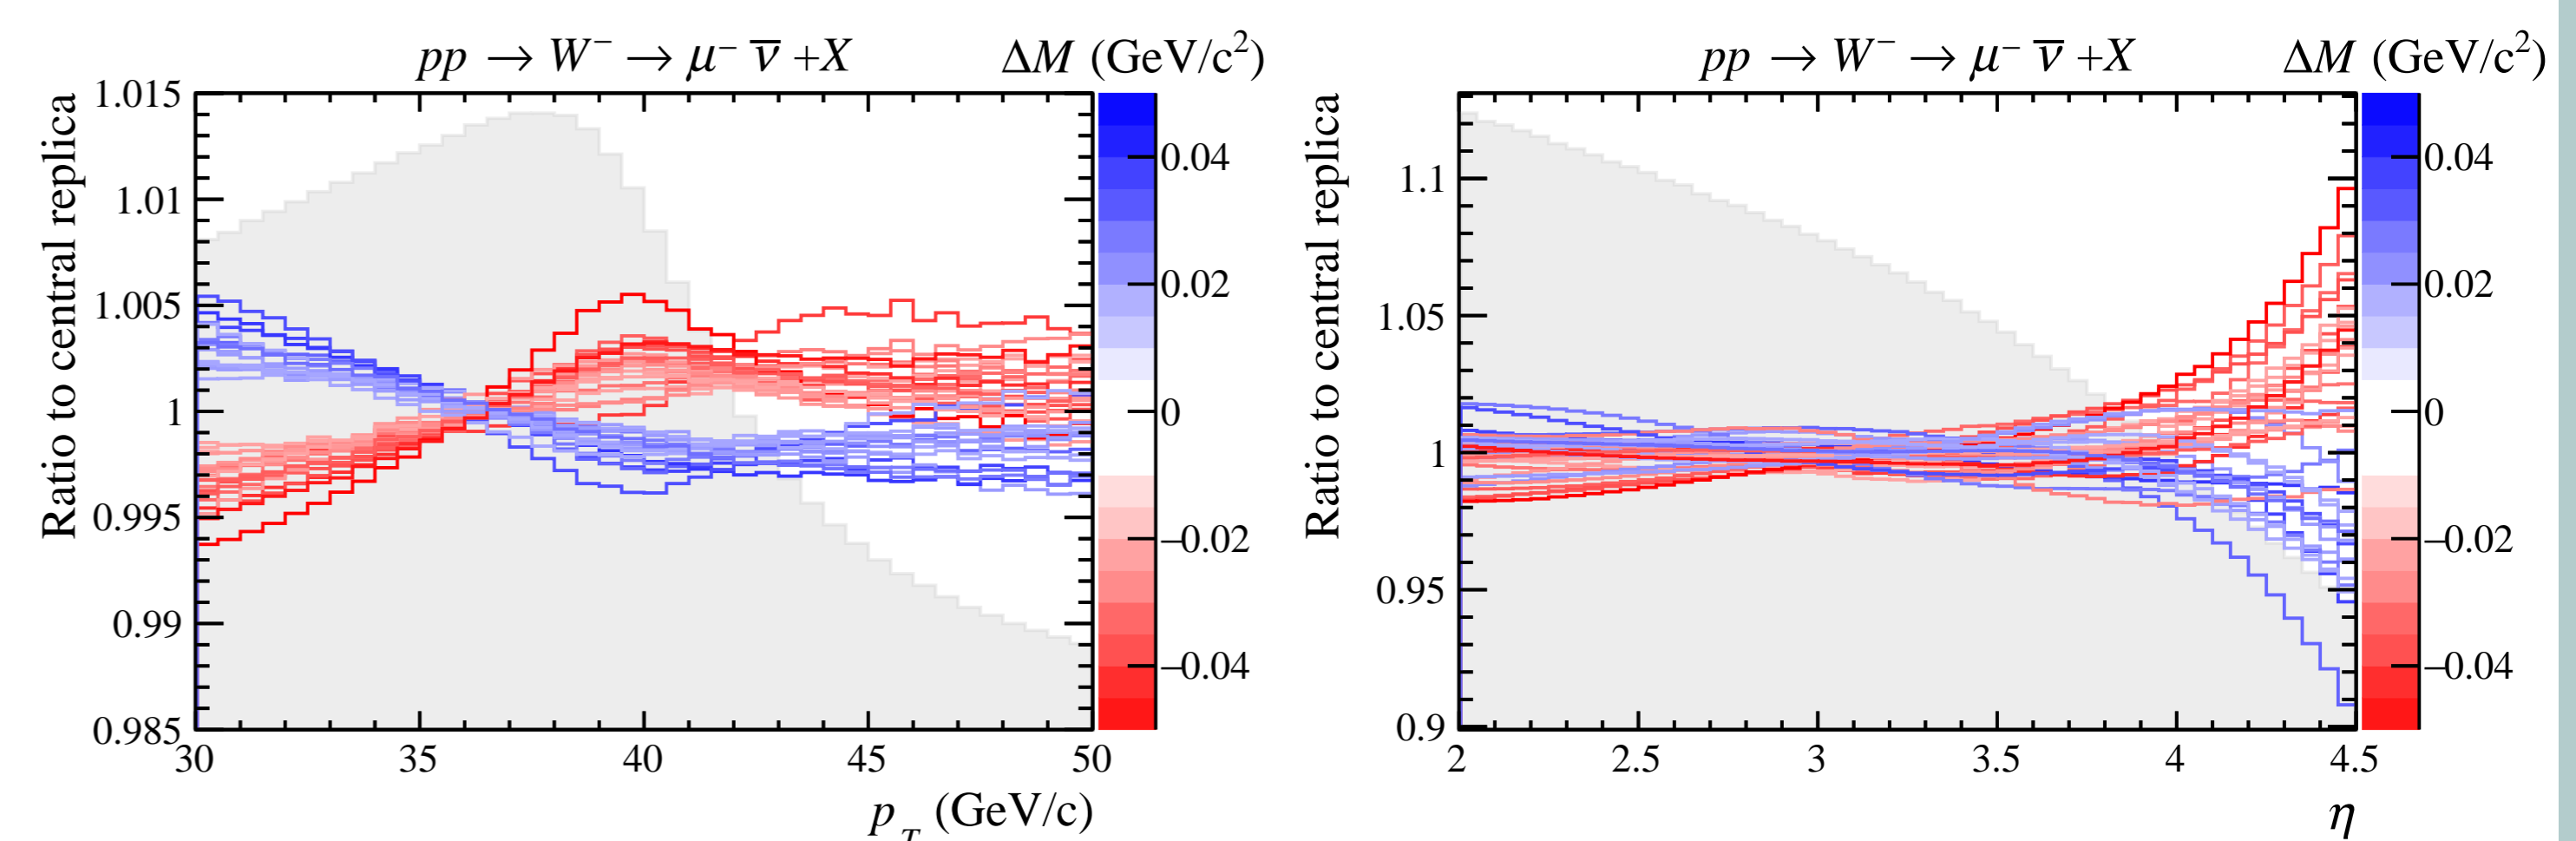 pp → W⁻ → μ⁻ ν̅ +X ΔM (GeV/c²)
Ratio to central replica
1.015
1.01
1.005
1
0.995
0.99
0.985
30 35 40 45 50
p_T (GeV/c)
0.04
0.02
0
−0.02
−0.04
pp → W⁻ → μ⁻ ν̅ +X ΔM (GeV/c²)
Ratio to central replica
1.1
1.05
1
0.95
0.9
2 2.5 3 3.5 4 4.5
η
0.04
0.02
0
−0.02
−0.04